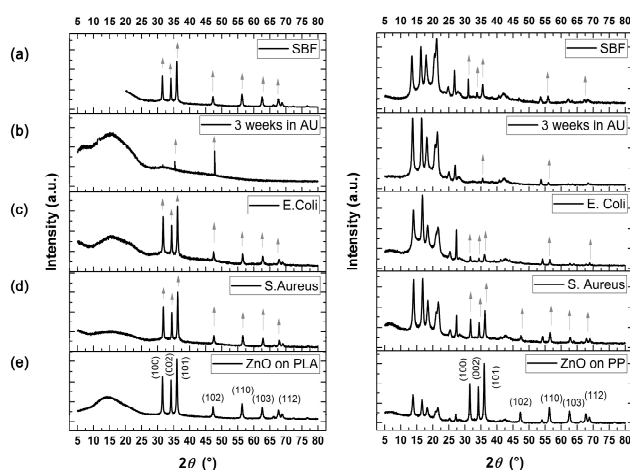 5 10 15 20 25 30 35 40 45 50 55 60 65 70 75 80
5 10 15 20 25 30 35 40 45 50 55 60 65 70 75 80
(a)
SBF
SBF
(b)
3 weeks in AU
3 weeks in AU
(c)
E.Coli
E. Coli
(d)
S.Aureus
S. Aureus
(e)
ZnO on PLA
ZnO on PP
(100)
(002)
(101)
(102)
(110)
(103)
(112)
(100)
(002)
(101)
(102)
(110)
(103)
(112)
Intensity (a.u.)
Intensity (a.u.)
5 10 15 20 25 30 35 40 45 50 55 60 65 70 75 80
5 10 15 20 25 30 35 40 45 50 55 60 65 70 75 80
2θ (°)
2θ (°)